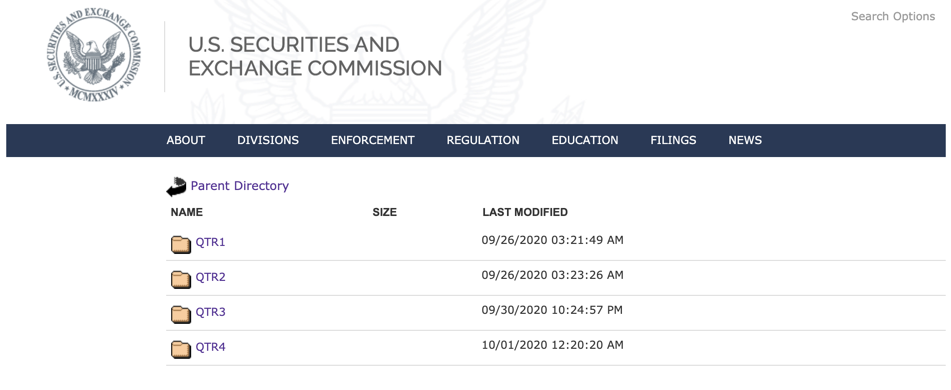 Search Options
U.S. SECURITIES AND EXCHANGE COMMISSION
MCMXXXIV
U.S. SECURITIES AND
EXCHANGE COMMISSION
ABOUT DIVISIONS ENFORCEMENT REGULATION EDUCATION FILINGS NEWS
Parent Directory
NAME SIZE LAST MODIFIED
QTR1 09/26/2020 03:21:49 AM
QTR2 09/26/2020 03:23:26 AM
QTR3 09/30/2020 10:24:57 PM
QTR4 10/01/2020 12:20:20 AM